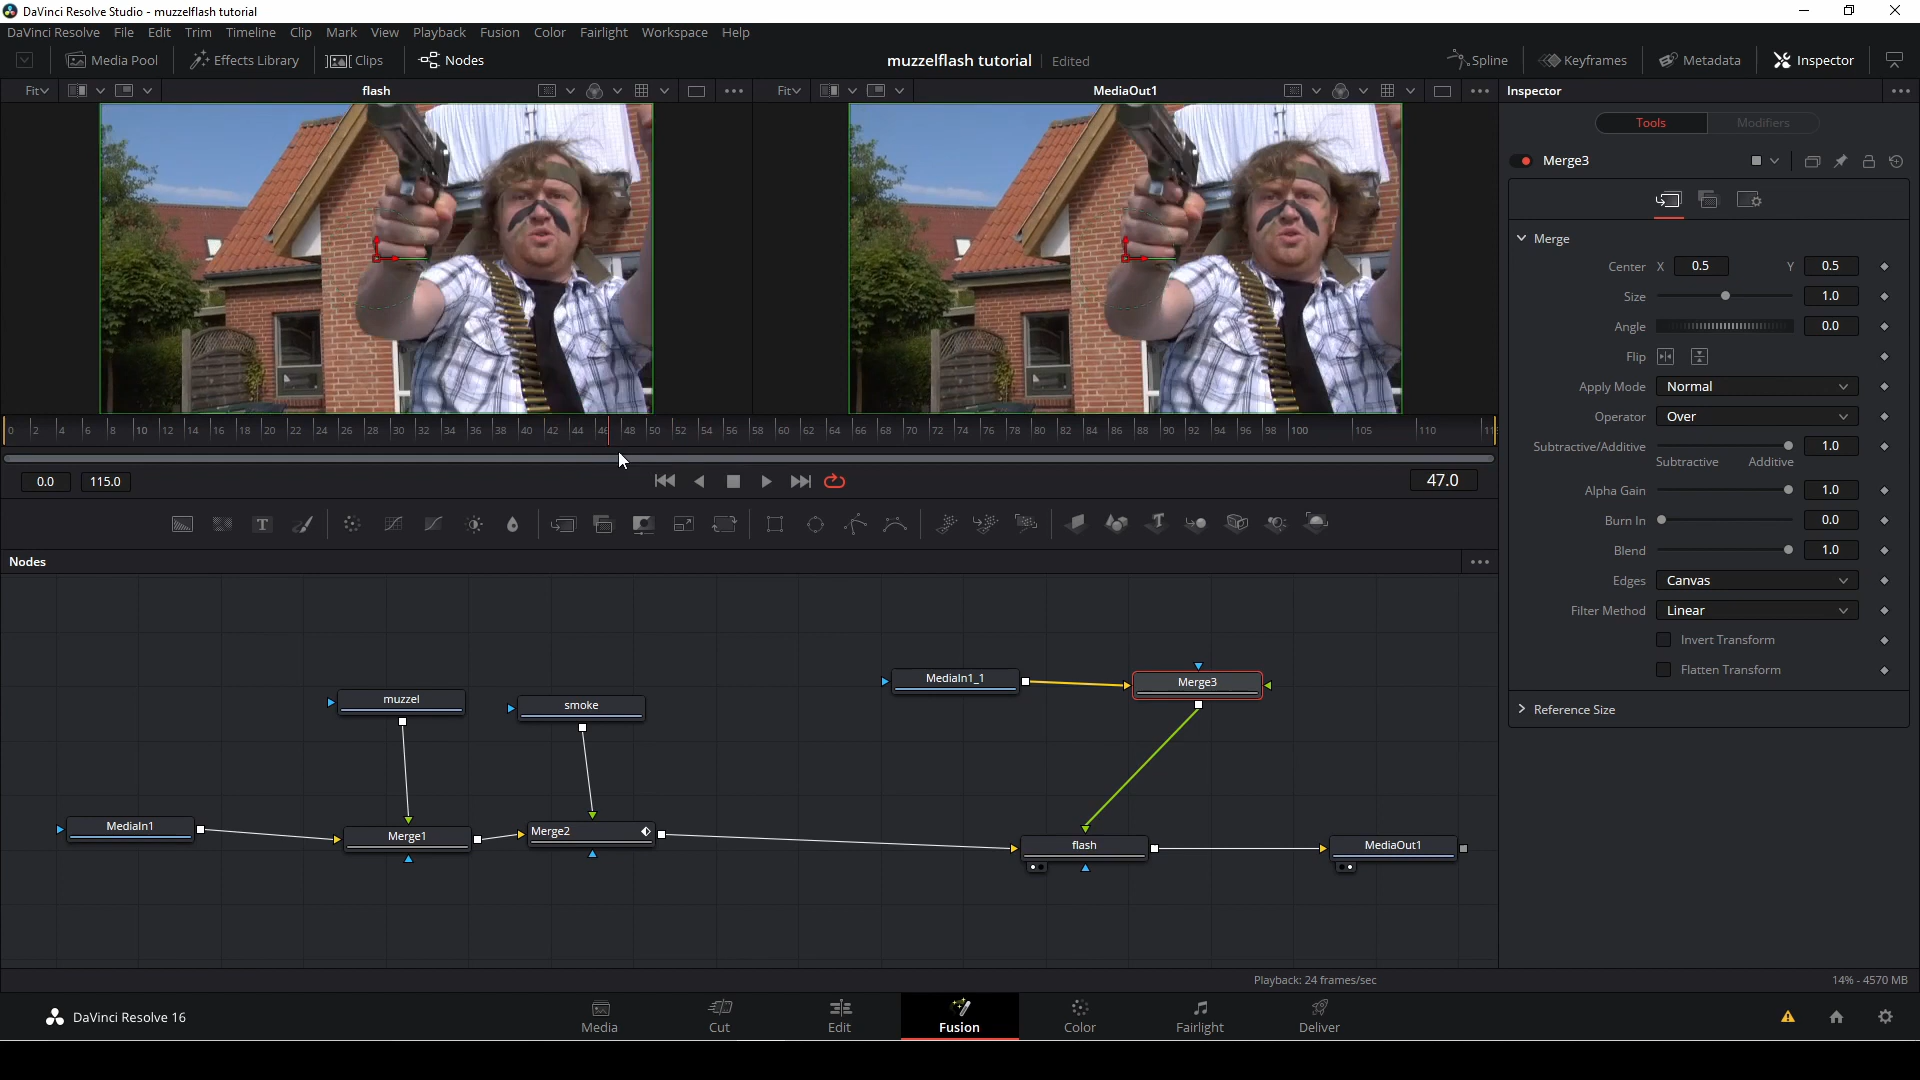 DaVinci Resolve Studio - muzzelflash tutorial
DaVinci Resolve File Edit Trim Timeline Clip Mark View Playback Fusion Color Fairlight Workspace Help
Media Pool Effects Library Clips Nodes muzzelflash tutorial Edited Spline Keyframes Metadata Inspector
Fit flash Fit MediaOut1 Inspector
Tools Modifiers
Merge3
Merge
Center X 0.5 Y 0.5
Size 1.0
Angle 0.0
Flip
Apply Mode Normal
Operator Over
Subtractive/Additive 1.0
Subtractive Additive
Alpha Gain 1.0
Burn In 0.0
Blend 1.0
Edges Canvas
Filter Method Linear
Invert Transform
Flatten Transform
Reference Size
0 2 4 6 8 10 12 14 16 18 20 22 24 26 28 30 32 34 36 38 40 42 44 46 48 50 52 54 56 58 60 62 64 66 68 70 72 74 76 78 80 82 84 86 88 90 92 94 96 98 100 105 110 11
0.0 115.0 47.0
Nodes
MediaIn1_1 Merge3
muzzel smoke
MediaIn1 Merge1 Merge2 flash MediaOut1
Playback: 24 frames/sec 14% - 4570 MB
DaVinci Resolve 16 Media Cut Edit Fusion Color Fairlight Deliver